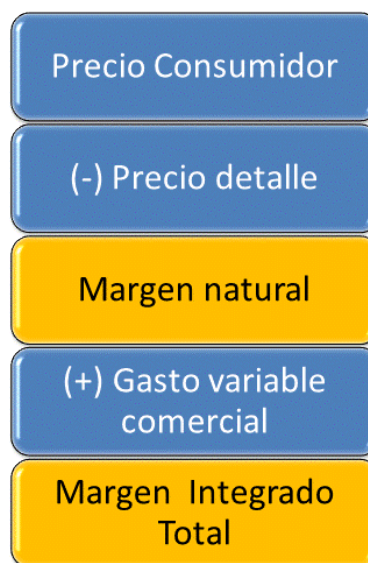 Precio Consumidor
(-) Precio detalle
Margen natural
(+) Gasto variable
comercial
Margen Integrado
Total